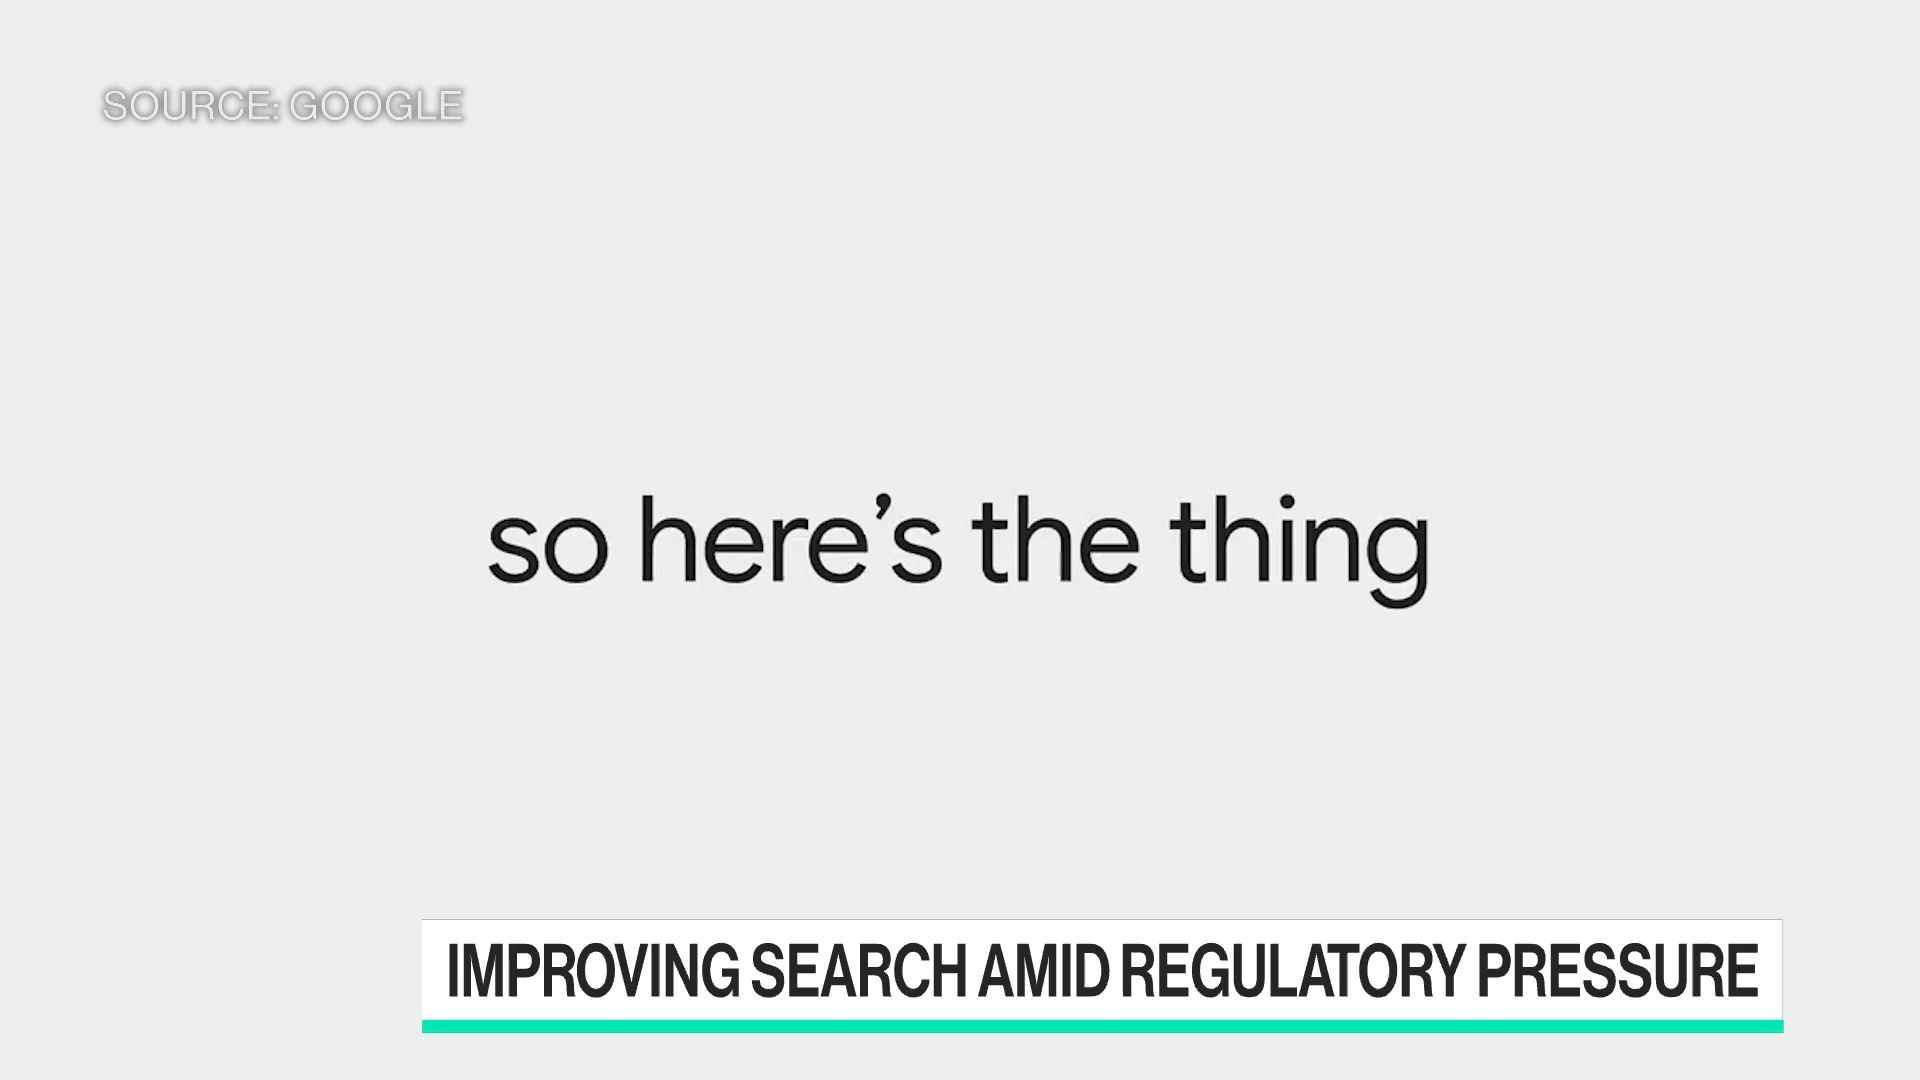 SOURCE: GOOGLE
so here’s the thing
IMPROVING SEARCH AMID REGULATORY PRESSURE